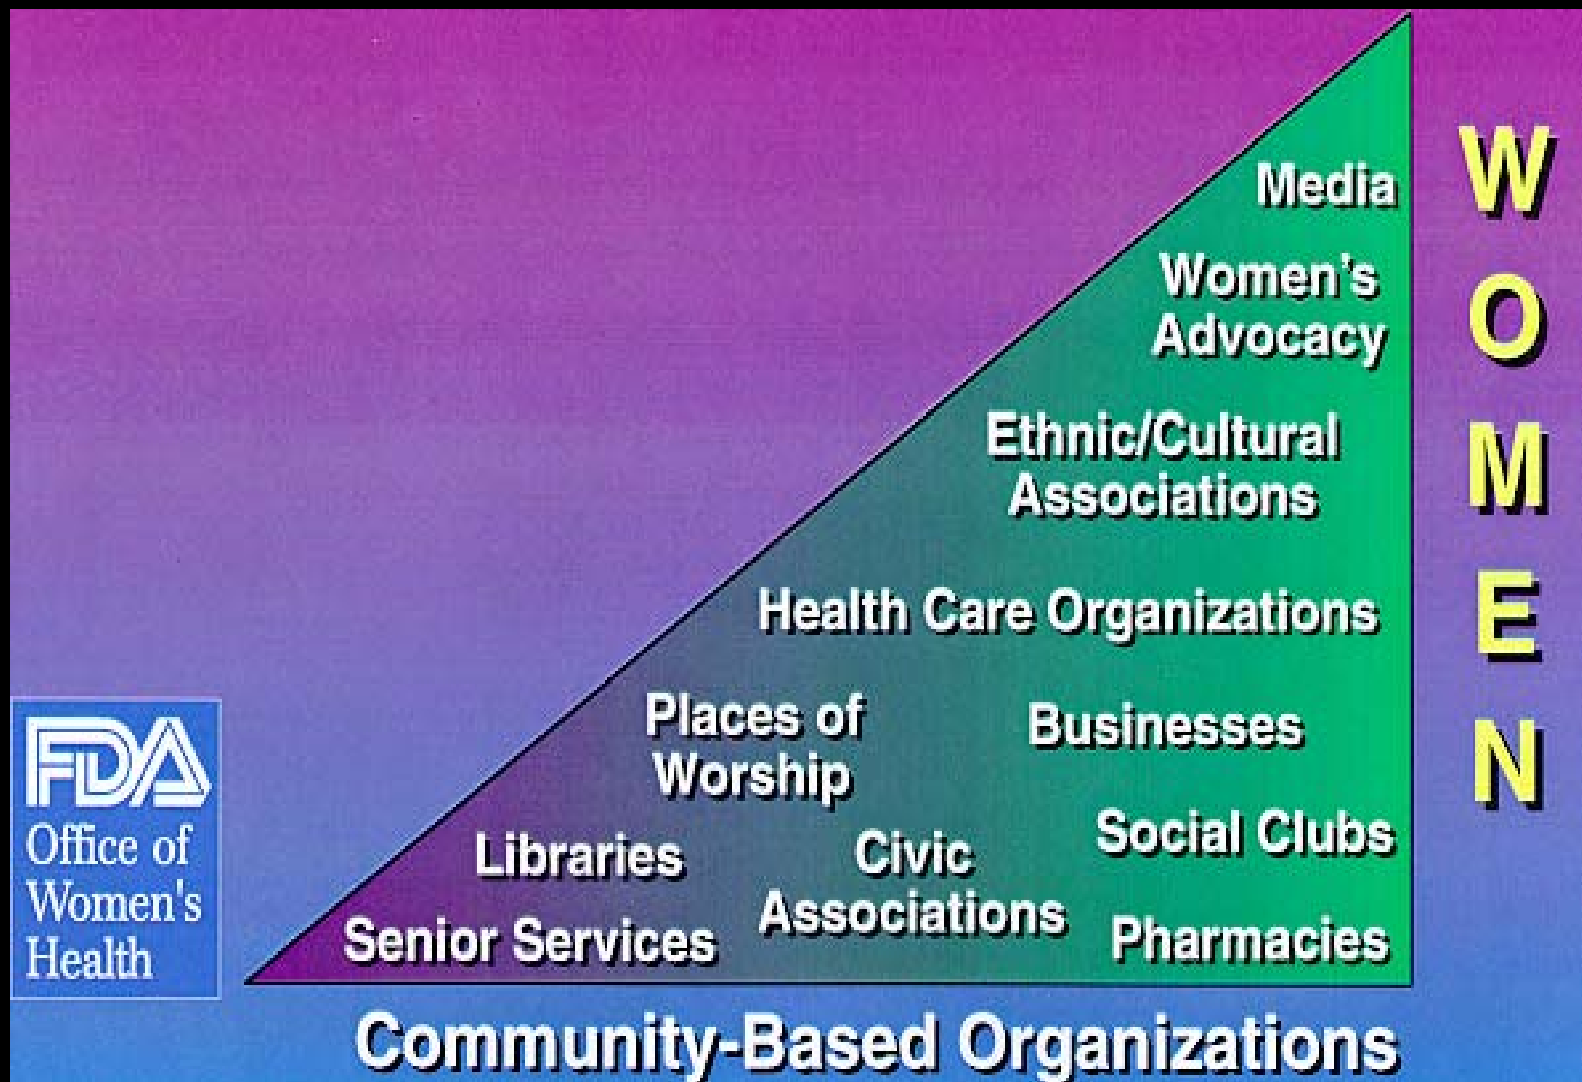 Media
Women's
Advocacy
Ethnic/Cultural
Associations
Health Care Organizations
Places of
Worship
Businesses
Libraries
Civic
Associations
Social Clubs
Senior Services
Pharmacies
Community-Based Organizations
WOMEN
FDA
Office of
Women's
Health